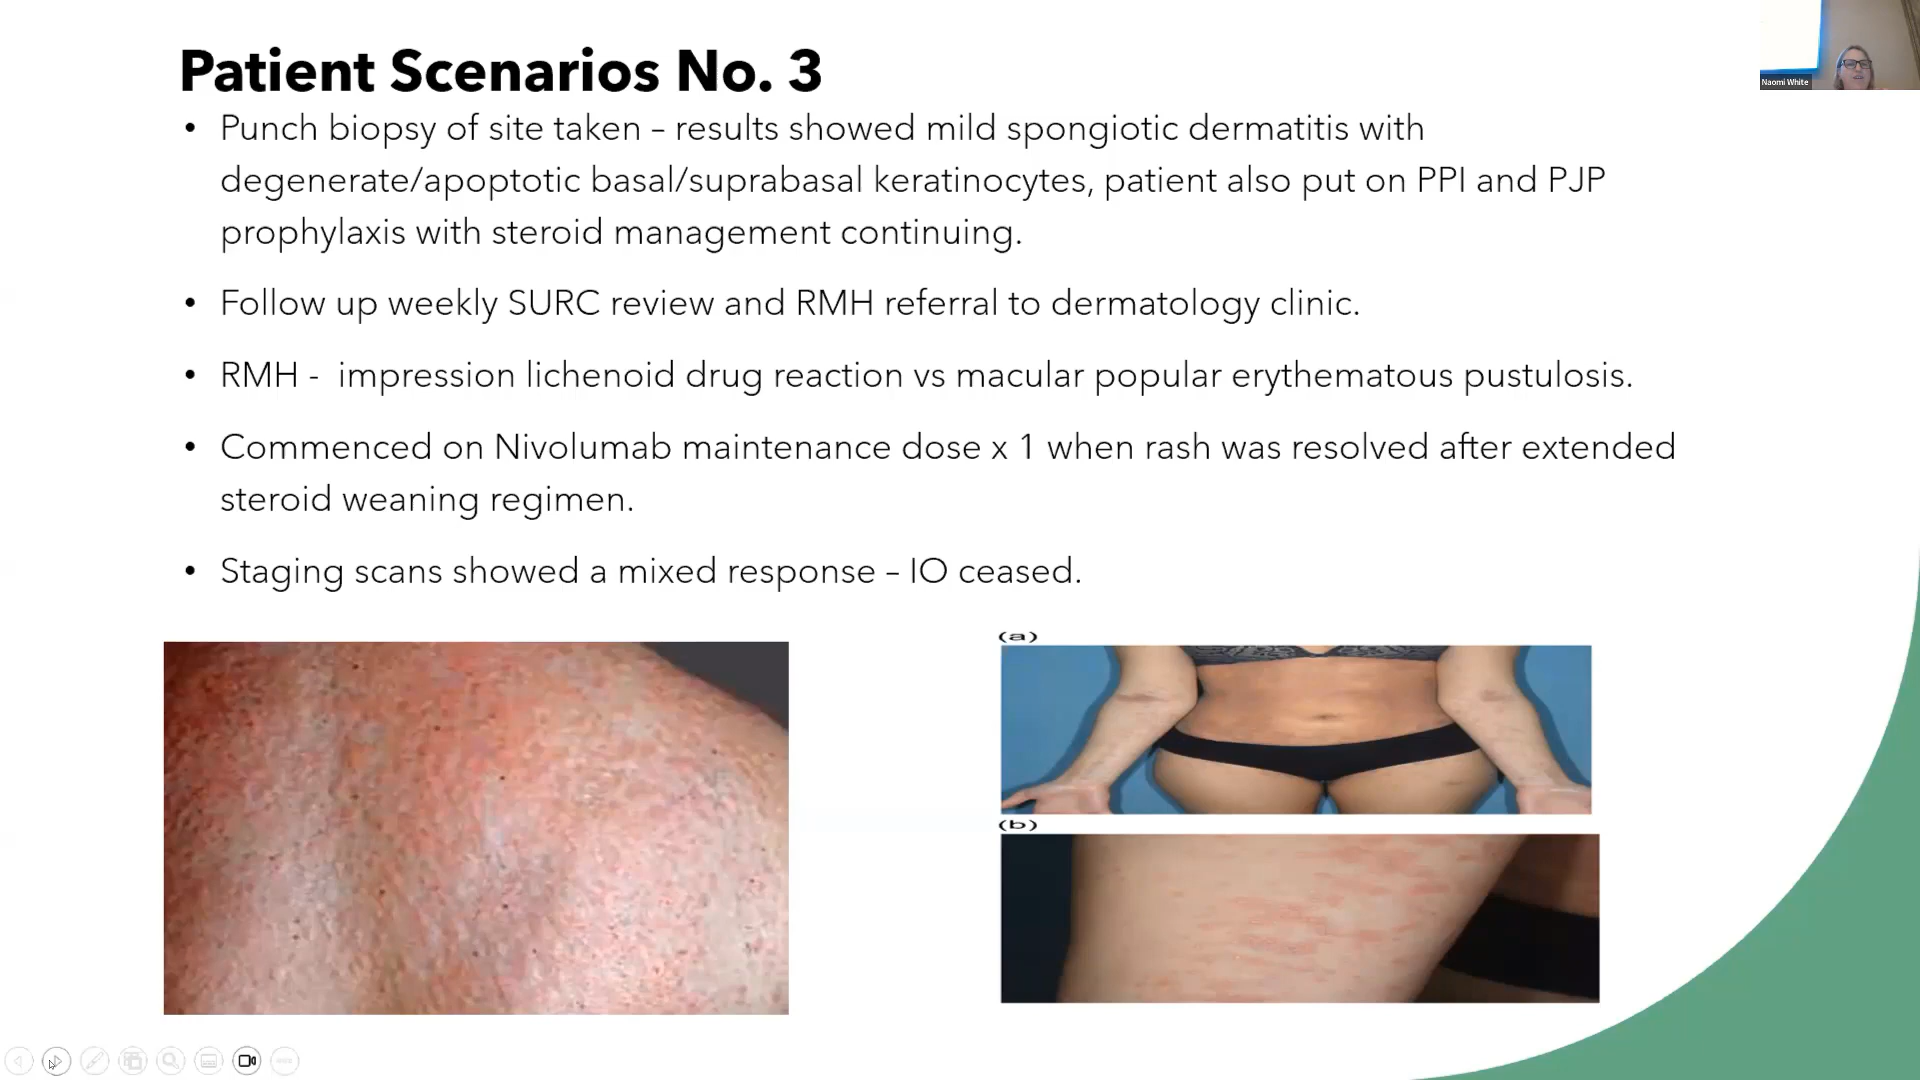 Patient Scenarios No. 3
• Punch biopsy of site taken – results showed mild spongiotic dermatitis with
degenerate/apoptotic basal/suprabasal keratinocytes, patient also put on PPI and PJP
prophylaxis with steroid management continuing.
• Follow up weekly SURC review and RMH referral to dermatology clinic.
• RMH - impression lichenoid drug reaction vs macular popular erythematous pustulosis.
• Commenced on Nivolumab maintenance dose x 1 when rash was resolved after extended
steroid weaning regimen.
• Staging scans showed a mixed response – IO ceased.
(a)
(b)
Naomi White